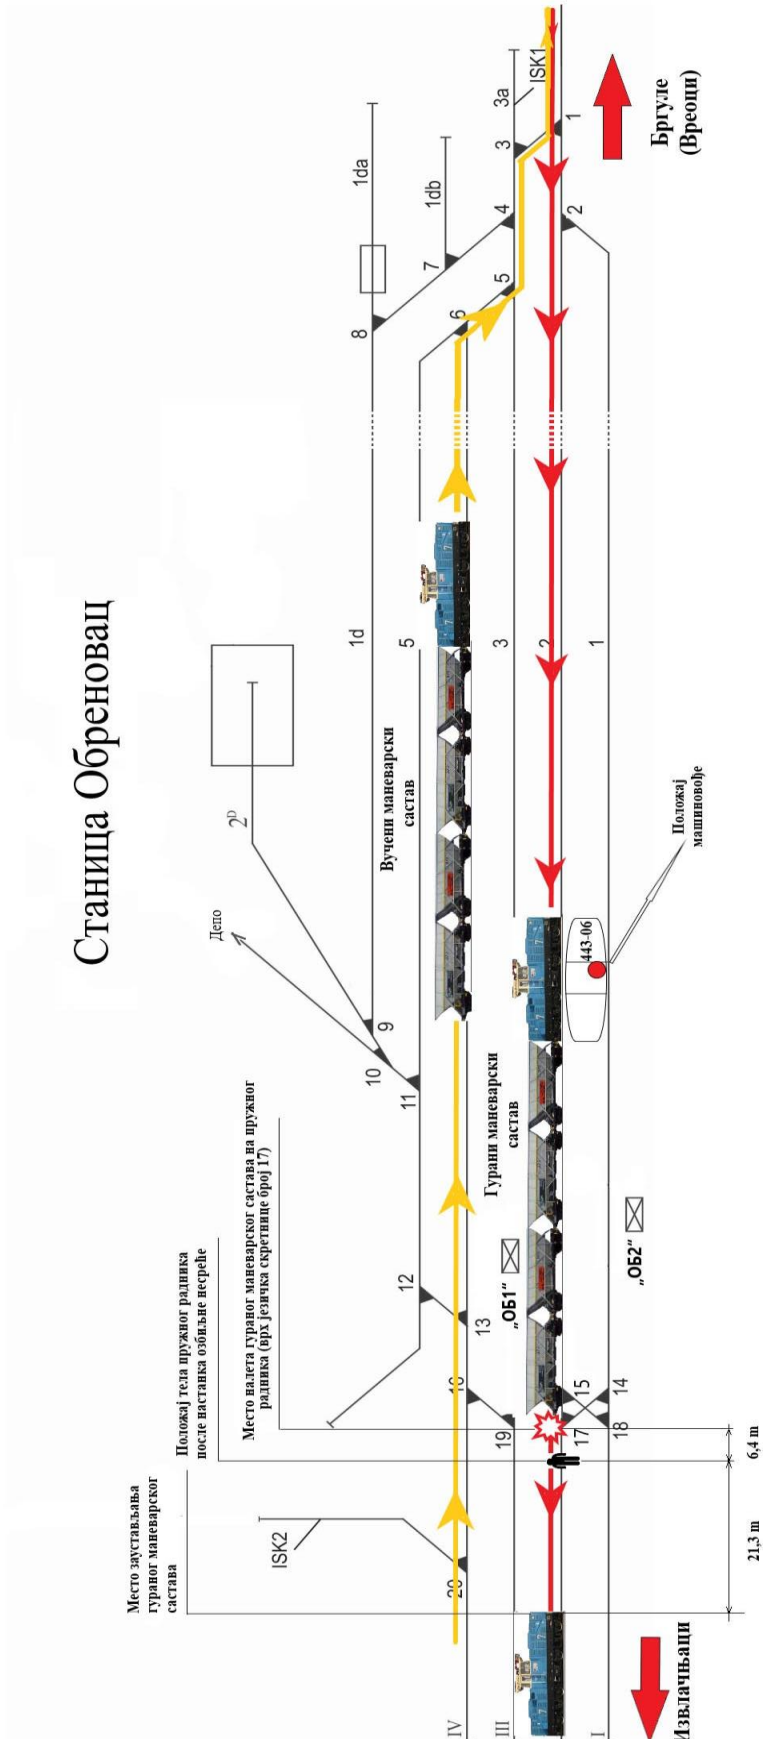 Станица Обреновац
ISK1
3a
1
Бргуле
(Вреоци)
3
1da
1db
4
2
7
5
8
6
1d
5
3
2
1
2D
Вучени маневарски
састав
Положај
машиновође
Депо
443-06
9
10
11
Гурани маневарски
састав
Место налета гураног маневарског састава на пружног
радника (врх језичка скретнице број 17)
„ОБ1“
„ОБ2“
12
13
Положај тела пружног радника
после настанка озбиљне несреће
15
14
19
17
18
6,4 m
Место заустављања
гураног маневарског
састава
ISK2
20
21,3 m
IV
III
I
Извлачњаци